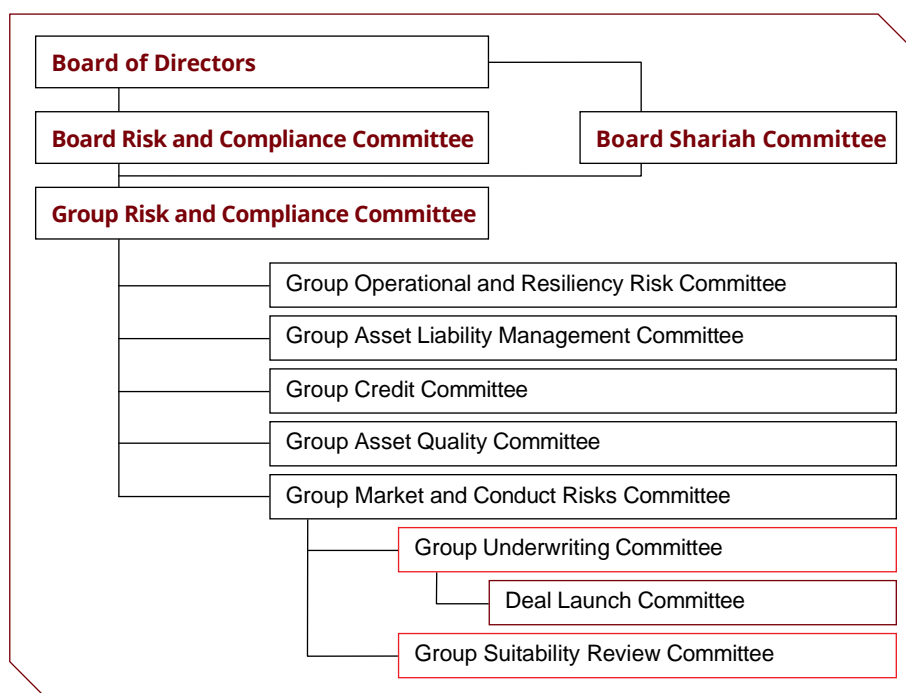 Board of Directors
Board Risk and Compliance Committee
Board Shariah Committee
Group Risk and Compliance Committee
Group Operational and Resiliency Risk Committee
Group Asset Liability Management Committee
Group Credit Committee
Group Asset Quality Committee
Group Market and Conduct Risks Committee
Group Underwriting Committee
Deal Launch Committee
Group Suitability Review Committee